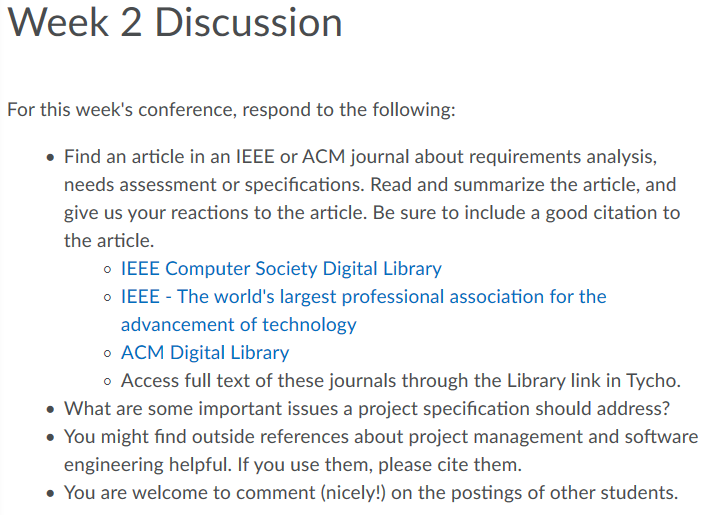 Week 2 Discussion
For this week's conference, respond to the following:
• Find an article in an IEEE or ACM journal about requirements analysis,
needs assessment or specifications. Read and summarize the article, and
give us your reactions to the article. Be sure to include a good citation to
the article.
◦ IEEE Computer Society Digital Library
◦ IEEE - The world's largest professional association for the
advancement of technology
◦ ACM Digital Library
◦ Access full text of these journals through the Library link in Tycho.
• What are some important issues a project specification should address?
• You might find outside references about project management and software
engineering helpful. If you use them, please cite them.
• You are welcome to comment (nicely!) on the postings of other students.